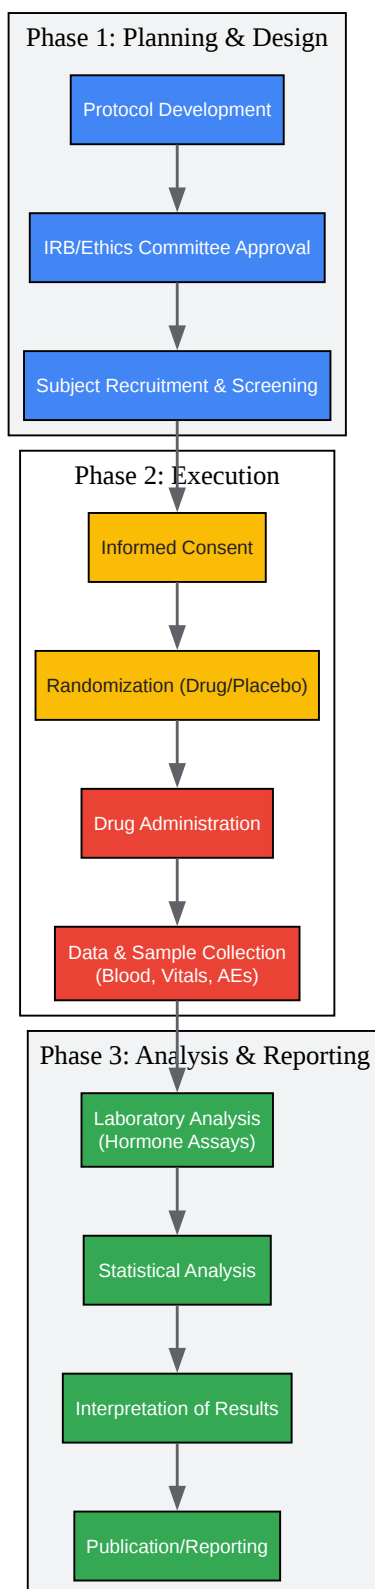 Phase 1: Planning & Design
Protocol Development
IRB/Ethics Committee Approval
Subject Recruitment & Screening
Phase 2: Execution
Informed Consent
Randomization (Drug/Placebo)
Drug Administration
Data & Sample Collection
(Blood, Vitals, AEs)
Phase 3: Analysis & Reporting
Laboratory Analysis
(Hormone Assays)
Statistical Analysis
Interpretation of Results
Publication/Reporting